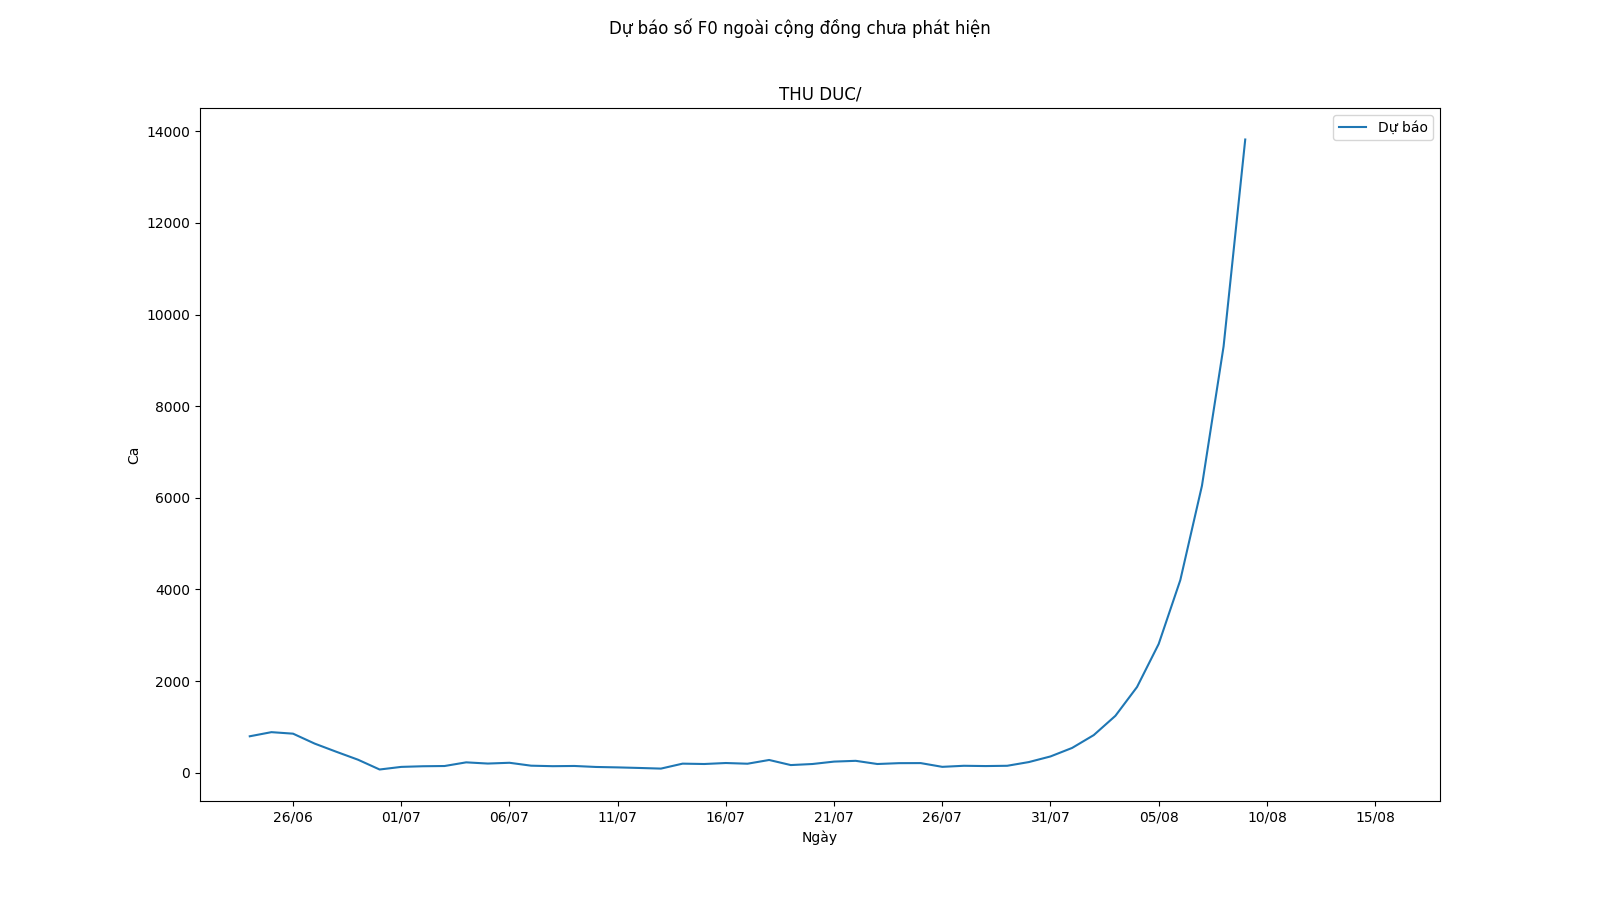 Dự báo số F0 ngoài cộng đồng chưa phát hiện
THU DUC/
Dự báo
14000
12000
10000
8000
6000
4000
2000
0
Ca
26/06 01/07 06/07 11/07 16/07 21/07 26/07 31/07 05/08 10/08 15/08
Ngày